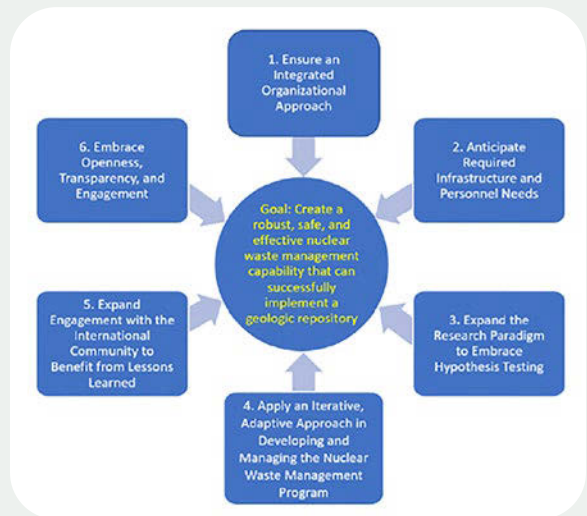 1. Ensure an
Integrated
Organizational
Approach
2. Anticipate
Required
Infrastructure and
Personnel Needs
3. Expand the
Research Paradigm
to Embrace
Hypothesis Testing
4. Apply an Iterative,
Adaptive Approach in
Developing and
Managing the Nuclear
Waste Management
Program
5. Expand
Engagement with the
International
Community to
Benefit from Lessons
Learned
6. Embrace
Openness,
Transparency, and
Engagement
Goal: Create a
robust, safe, and
effective nuclear
waste management
capability that can
successfully
implement a
geologic repository